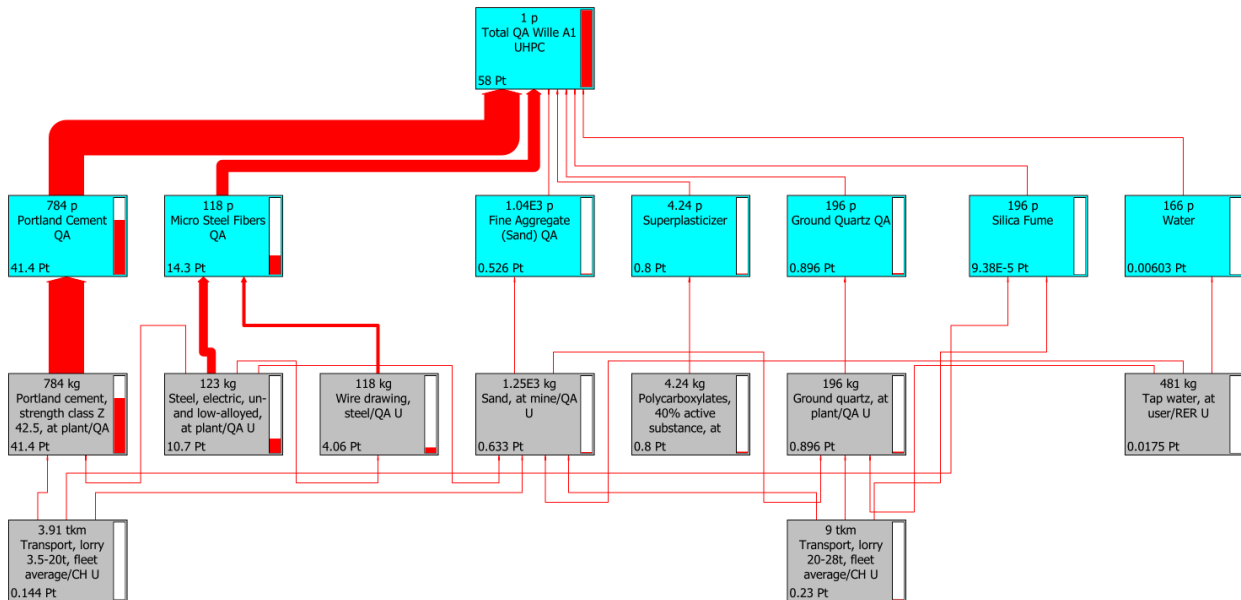 1 p
Total QA Wille A1
UHPC
58 Pt
784 p
Portland Cement
QA
41.4 Pt
118 p
Micro Steel Fibers
QA
14.3 Pt
1.04E3 p
Fine Aggregate
(Sand) QA
0.526 Pt
4.24 p
Superplasticizer
0.8 Pt
196 p
Ground Quartz QA
0.896 Pt
196 p
Silica Fume
9.38E-5 Pt
166 p
Water
0.00603 Pt
784 kg
Portland cement,
strength class Z
42.5, at plant/QA
41.4 Pt
123 kg
Steel, electric, un-
and low-alloyed,
at plant/QA U
10.7 Pt
118 kg
Wire drawing,
steel/QA U
4.06 Pt
1.25E3 kg
Sand, at mine/QA
U
0.633 Pt
4.24 kg
Polycarboxylates,
40% active
substance, at
0.8 Pt
196 kg
Ground quartz, at
plant/QA U
0.896 Pt
481 kg
Tap water, at
user/RER U
0.0175 Pt
3.91 tkm
Transport, lorry
3.5-20t, fleet
average/CH U
0.144 Pt
9 tkm
Transport, lorry
20-28t, fleet
average/CH U
0.23 Pt